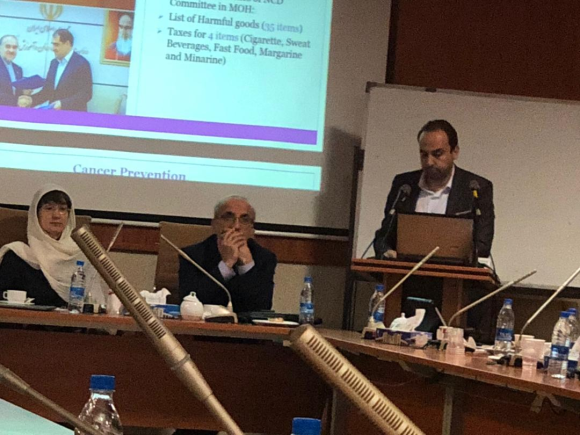 Committee in MOH:
List of Harmful goods (35 items)
Taxes for 4 items (Cigarette, Sweat
Beverages, Fast Food, Margarine
and Minarine)
Cancer Prevention